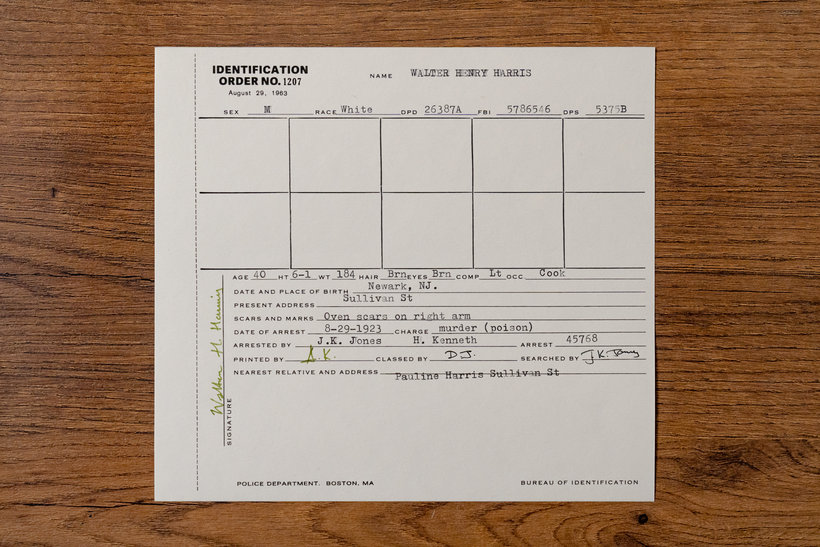 IDENTIFICATION
ORDER NO. 1207
August 29, 1963
NAME WALTER HENRY HARRIS
SEX M RACE White DPD 26387A FBI 5786546 DPS 5375B
AGE 40 HT 6-1 WT 184 HAIR Brn EYES Brn COMP Lt OCC Cook
DATE AND PLACE OF BIRTH Newark, NJ.
PRESENT ADDRESS Sullivan St
SCARS AND MARKS Oven scars on right arm
DATE OF ARREST 8-29-1923 CHARGE murder (poison)
ARRESTED BY J.K. Jones H. Kenneth ARREST 45768
PRINTED BY S.K. CLASSED BY DJ. SEARCHED BY J.K. Jones
NEAREST RELATIVE AND ADDRESS Pauline Harris Sullivan St
Walter H.
SIGNATURE
POLICE DEPARTMENT. BOSTON, MA
BUREAU OF IDENTIFICATION